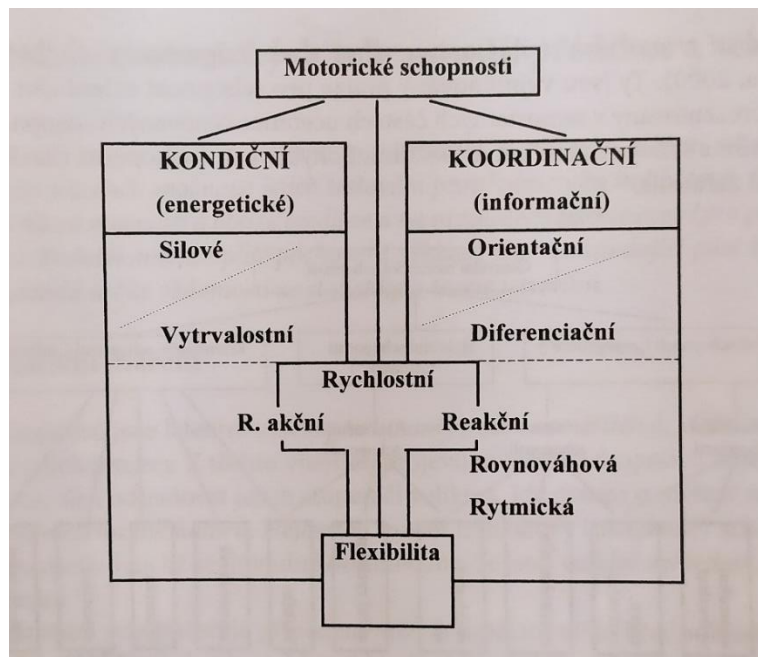 Motorické schopnosti
KONDIČNÍ
(energetické)
KOORDINAČNÍ
(informační)
Silové
Orientační
Vytrvalostní
Diferenciační
Rychlostní
R. akční
Reakční
Rovnováhová
Rytmická
Flexibilita